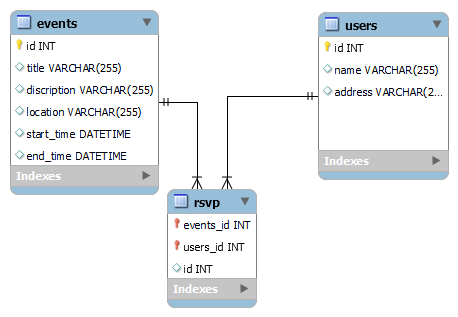 events
id INT
title VARCHAR(255)
discription VARCHAR(255)
location VARCHAR(255)
start_time DATETIME
end_time DATETIME
Indexes
users
id INT
name VARCHAR(255)
address VARCHAR(2...
Indexes
rsvp
events_id INT
users_id INT
id INT
Indexes